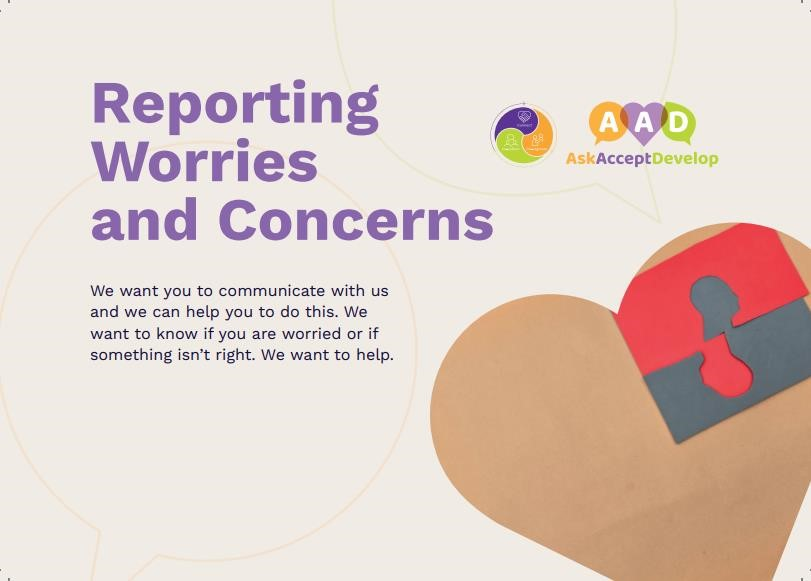 Reporting
Worries
and Concerns
A A D
AskAcceptDevelop
We want you to communicate with us
and we can help you to do this. We
want to know if you are worried or if
something isn’t right. We want to help.